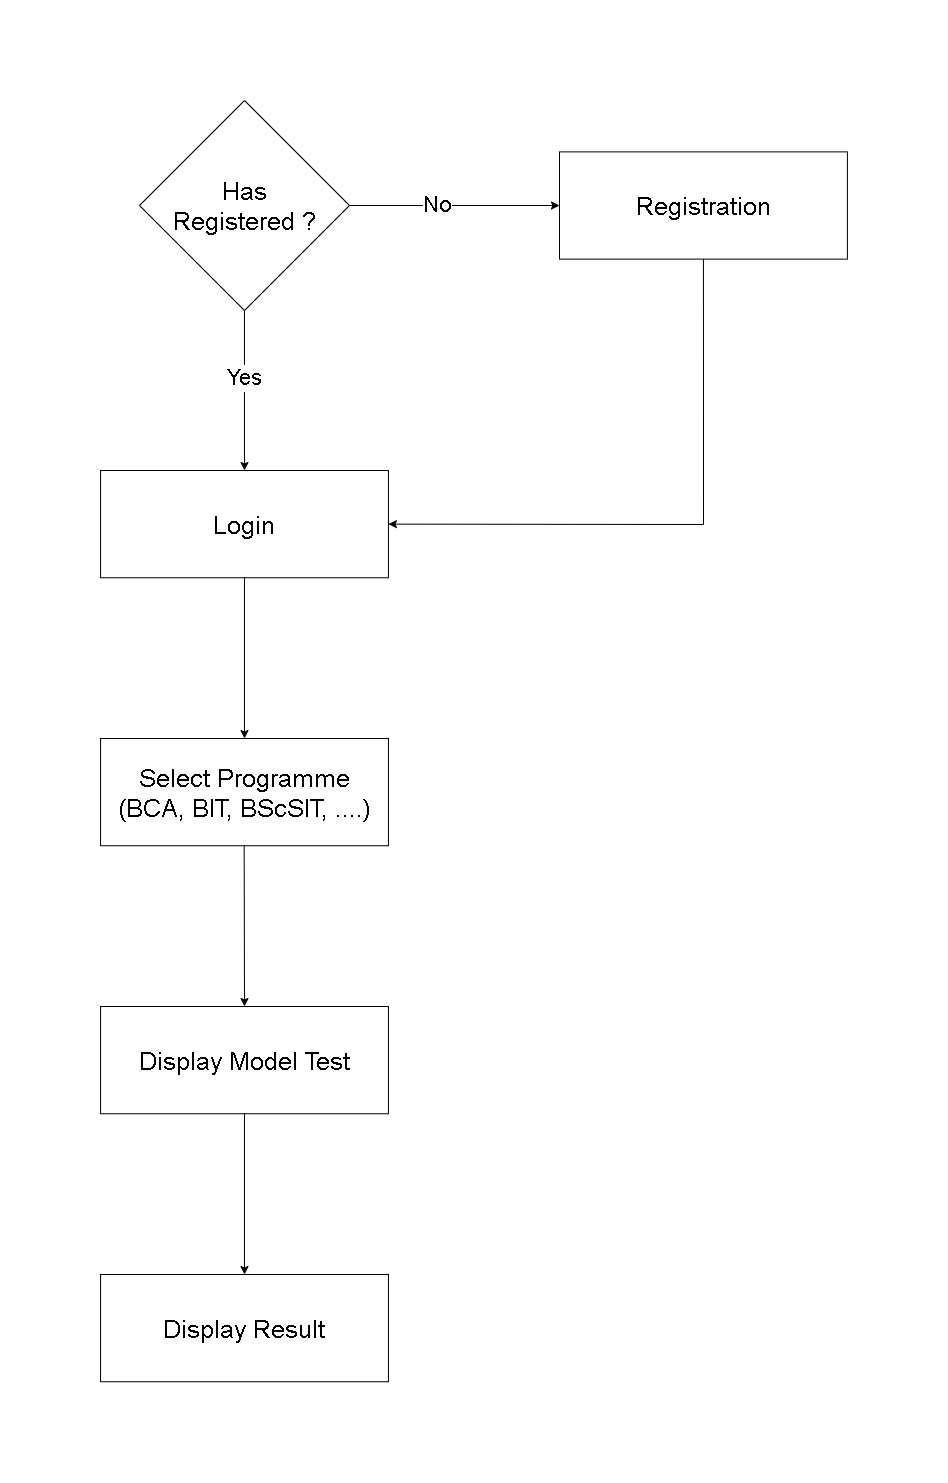 Has
Registered ?
No
Registration
Yes
Login
Select Programme
(BCA, BIT, BScSIT, ....)
Display Model Test
Display Result